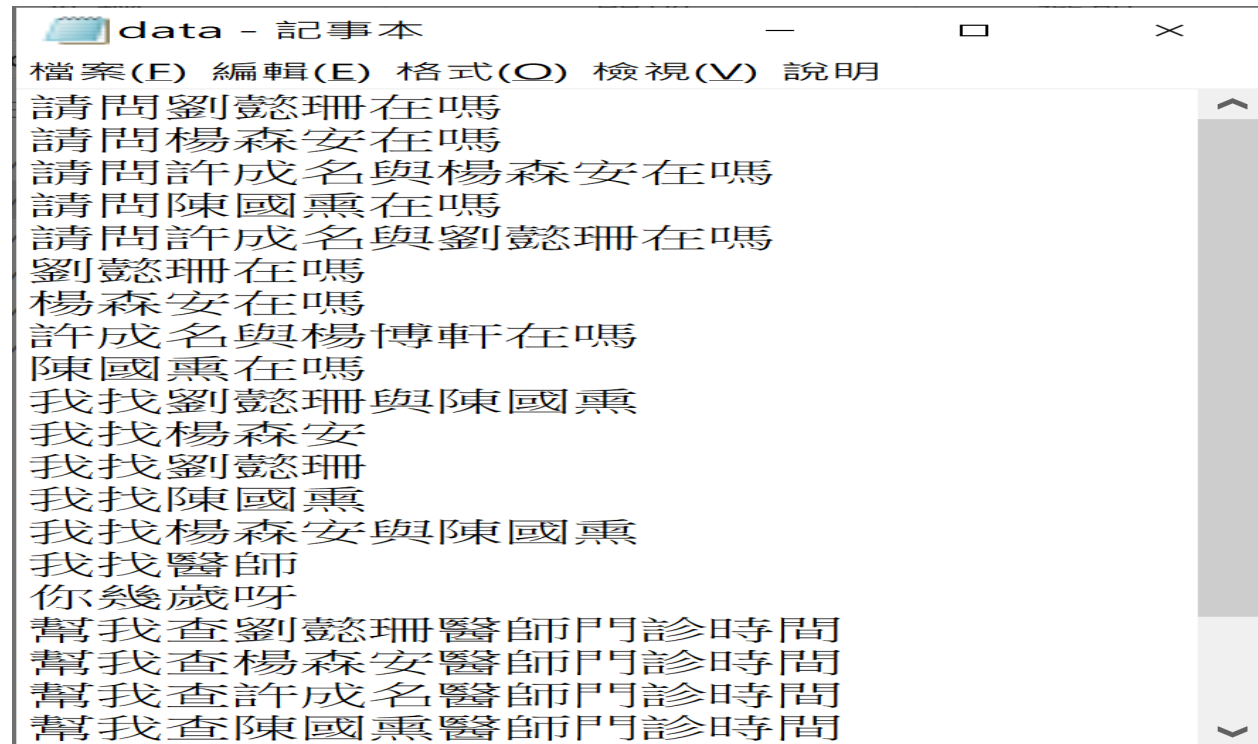 data - 記事本
檔案(F) 編輯(E) 格式(O) 檢視(V) 說明
請問劉懿珊在嗎
請問楊森安在嗎
請問許成名與楊森安在嗎
請問陳國熏在嗎
請問許成名與劉懿珊在嗎
劉懿珊在嗎
楊森安在嗎
許成名與楊博軒在嗎
陳國熏在嗎
我找劉懿珊與陳國熏
我找楊森安
我找劉懿珊
我找陳國熏
我找楊森安與陳國熏
我找醫師
你幾歲呀
幫我查劉懿珊醫師門診時間
幫我查楊森安醫師門診時間
幫我查許成名醫師門診時間
幫我查陳國熏醫師門診時間